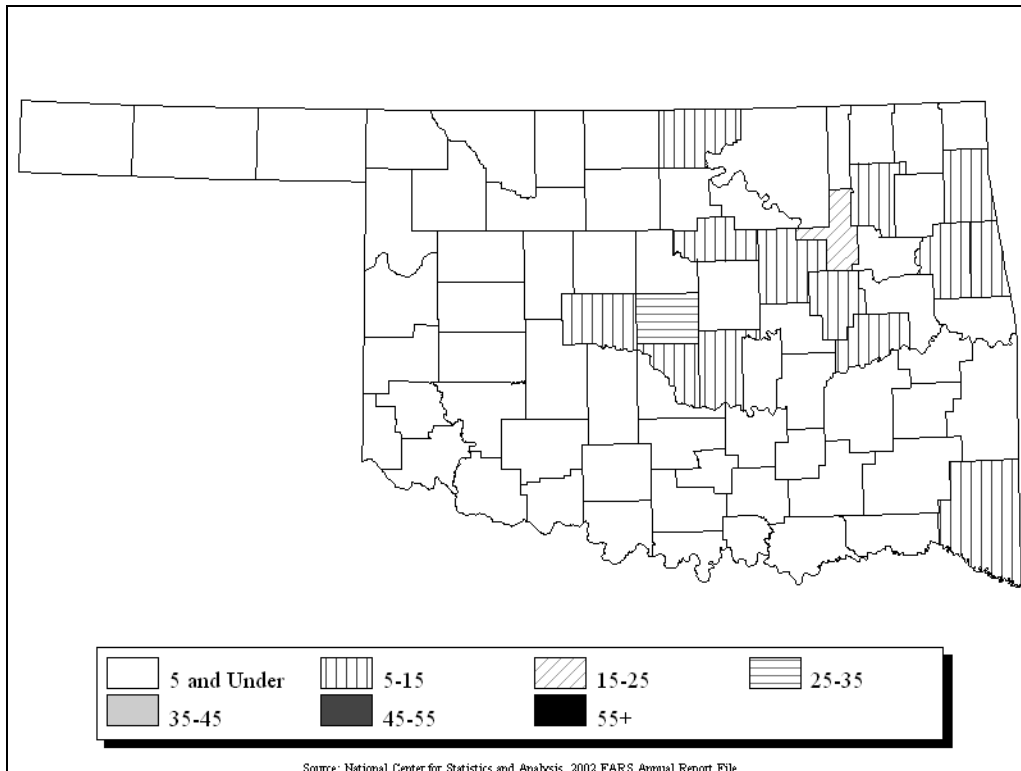 5 and Under 5-15 15-25 25-35
35-45 45-55 55+
Source: National Center for Statistics and Analysis, 2002 FARS Annual Report File